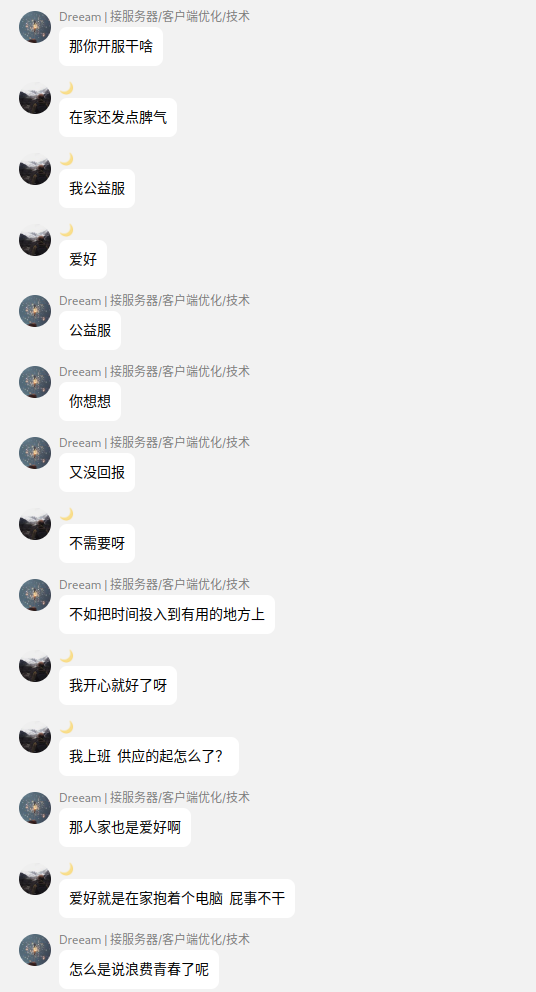 Dreeam | 接服务器/客户端优化/技术
那你开服干啥
🌙
在家还发点脾气
🌙
我公益服
🌙
爱好
Dreeam | 接服务器/客户端优化/技术
公益服
Dreeam | 接服务器/客户端优化/技术
你想想
Dreeam | 接服务器/客户端优化/技术
又没回报
🌙
不需要呀
Dreeam | 接服务器/客户端优化/技术
不如把时间投入到有用的地方上
🌙
我开心就好了呀
🌙
我上班  供应的起怎么了？
Dreeam | 接服务器/客户端优化/技术
那人家也是爱好啊
🌙
爱好就是在家抱着个电脑  屁事不干
Dreeam | 接服务器/客户端优化/技术
怎么是说浪费青春了呢